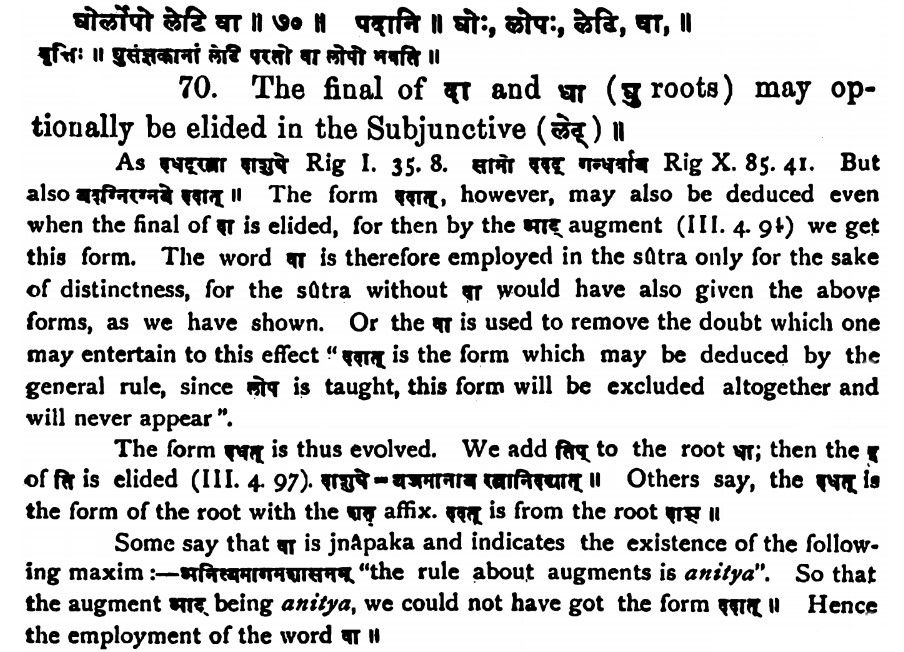 घोर्लोपो लेटि वा ॥ ७० ॥ पदानि ॥ घोः, लोपः, लेटि, वा, ॥
वृत्तिः ॥ घुसंज्ञकानां लेटि परतो वा लोपो भवति ॥
70. The final of दा and धा (घु roots) may op-
tionally be elided in the Subjunctive (लेट्) ॥
As दधद्रत्ना दाशुषे Rig I. 35. 8. सोमो ददद् गन्धर्वाय Rig X. 85. 41. But
also यदग्निरग्नये ददात् ॥ The form ददात्, however, may also be deduced even
when the final of दा is elided, for then by the आट् augment (III. 4. 94) we get
this form. The word वा is therefore employed in the sûtra only for the sake
of distinctness, for the sûtra without वा would have also given the above
forms, as we have shown. Or the वा is used to remove the doubt which one
may entertain to this effect "ददात् is the form which may be deduced by the
general rule, since लोप is taught, this form will be excluded altogether and
will never appear".
The form दधत् is thus evolved. We add तिप् to the root धा; then the इ
of ति is elided (III. 4. 97). दाशुषे = यजमानाय रत्नानिदद्यात् ॥ Others say, the दधत् is
the form of the root with the शतृ affix. ददत् is from the root दाञ् ॥
Some say that वा is jnâpaka and indicates the existence of the follow-
ing maxim :—अनित्यमागमशासनम् "the rule about augments is anitya". So that
the augment आट् being anitya, we could not have got the form ददात् ॥ Hence
the employment of the word वा ॥